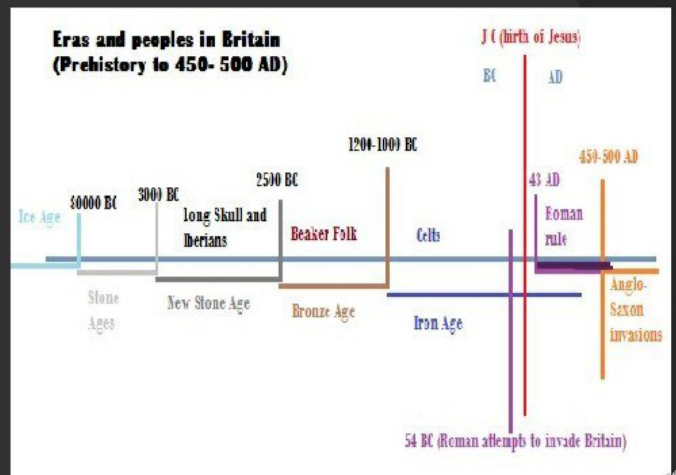 Eras and peoples in Britain
(Prehistory to 450- 500 AD)
J C (birth of Jesus)
BC
AD
1200-1000 BC
450-500 AD
2500 BC
43 AD
3000 BC
80000 BC
Ice Age
long Skull and
Iberians
Beaker Folk
Celts
Roman
rule
Stone
Ages
New Stone Age
Bronze Age
Iron Age
Anglo-
Saxon
invasions
54 BC (Roman attempts to invade Britain)